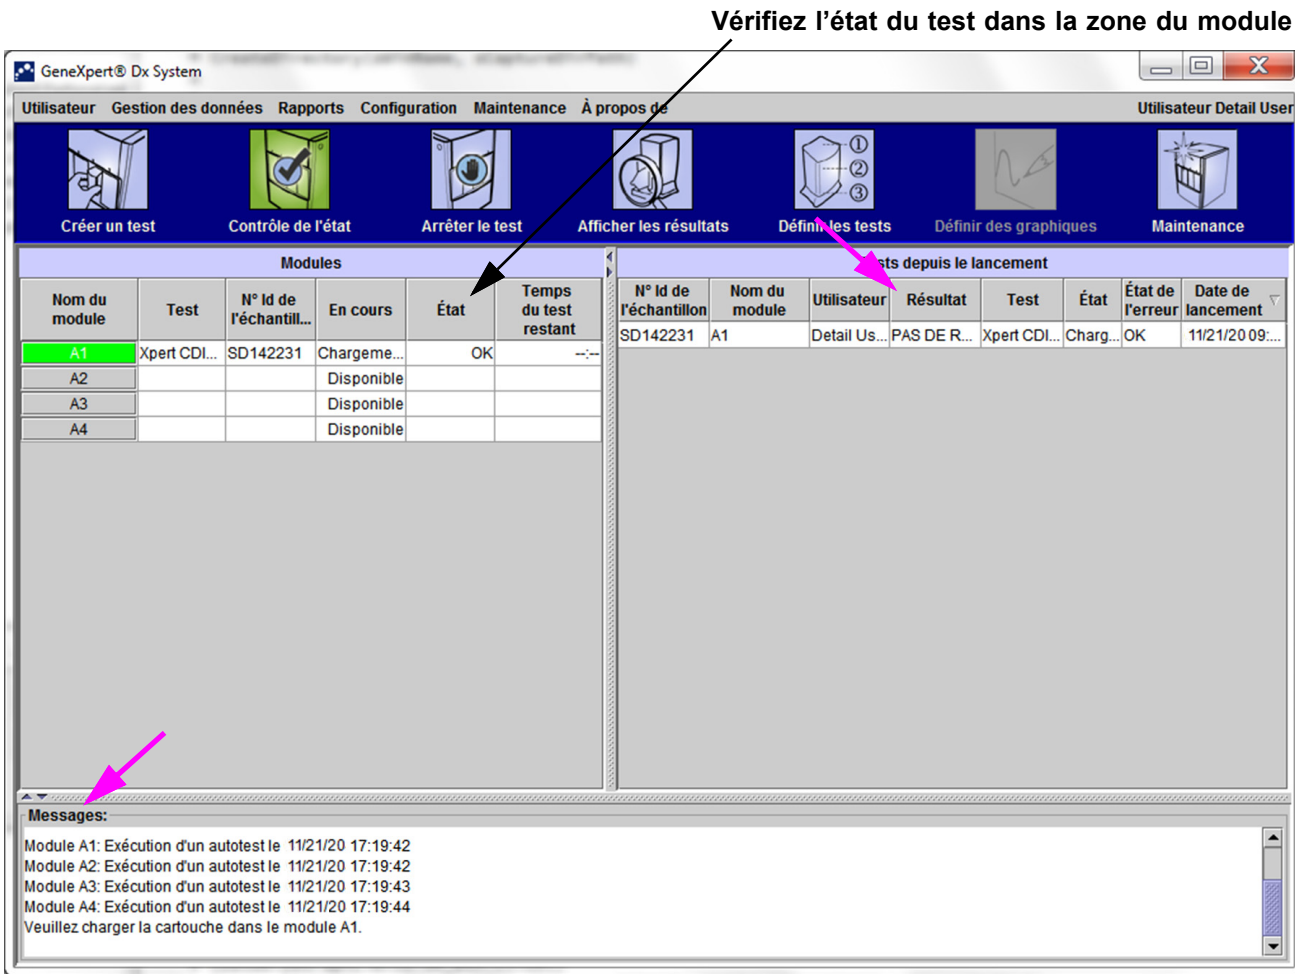 Vérifiez l’état du test dans la zone du module
GeneXpert® Dx System
Utilisateur Gestion des données Rapports Configuration Maintenance À propos de Utilisateur Detail User
1
2
3
Créer un test Contrôle de l'état Arrêter le test Afficher les résultats Définir les tests Définir des graphiques Maintenance
Modules
Nom du module Test N° Id de l'échantill... En cours État Temps du test restant
A1 Xpert CDI... SD142231 Chargeme... OK --:--
A2 Disponible
A3 Disponible
A4 Disponible
depuis le lancement
N° Id de l'échantillon Nom du module Utilisateur Résultat Test État État de l'erreur Date de lancement
SD142231 A1 Detail Us... PAS DE R... Xpert CDI... Charg... OK 11/21/20 09:...
Messages:
Module A1: Exécution d'un autotest le 11/21/20 17:19:42
Module A2: Exécution d'un autotest le 11/21/20 17:19:42
Module A3: Exécution d'un autotest le 11/21/20 17:19:43
Module A4: Exécution d'un autotest le 11/21/20 17:19:44
Veuillez charger la cartouche dans le module A1.